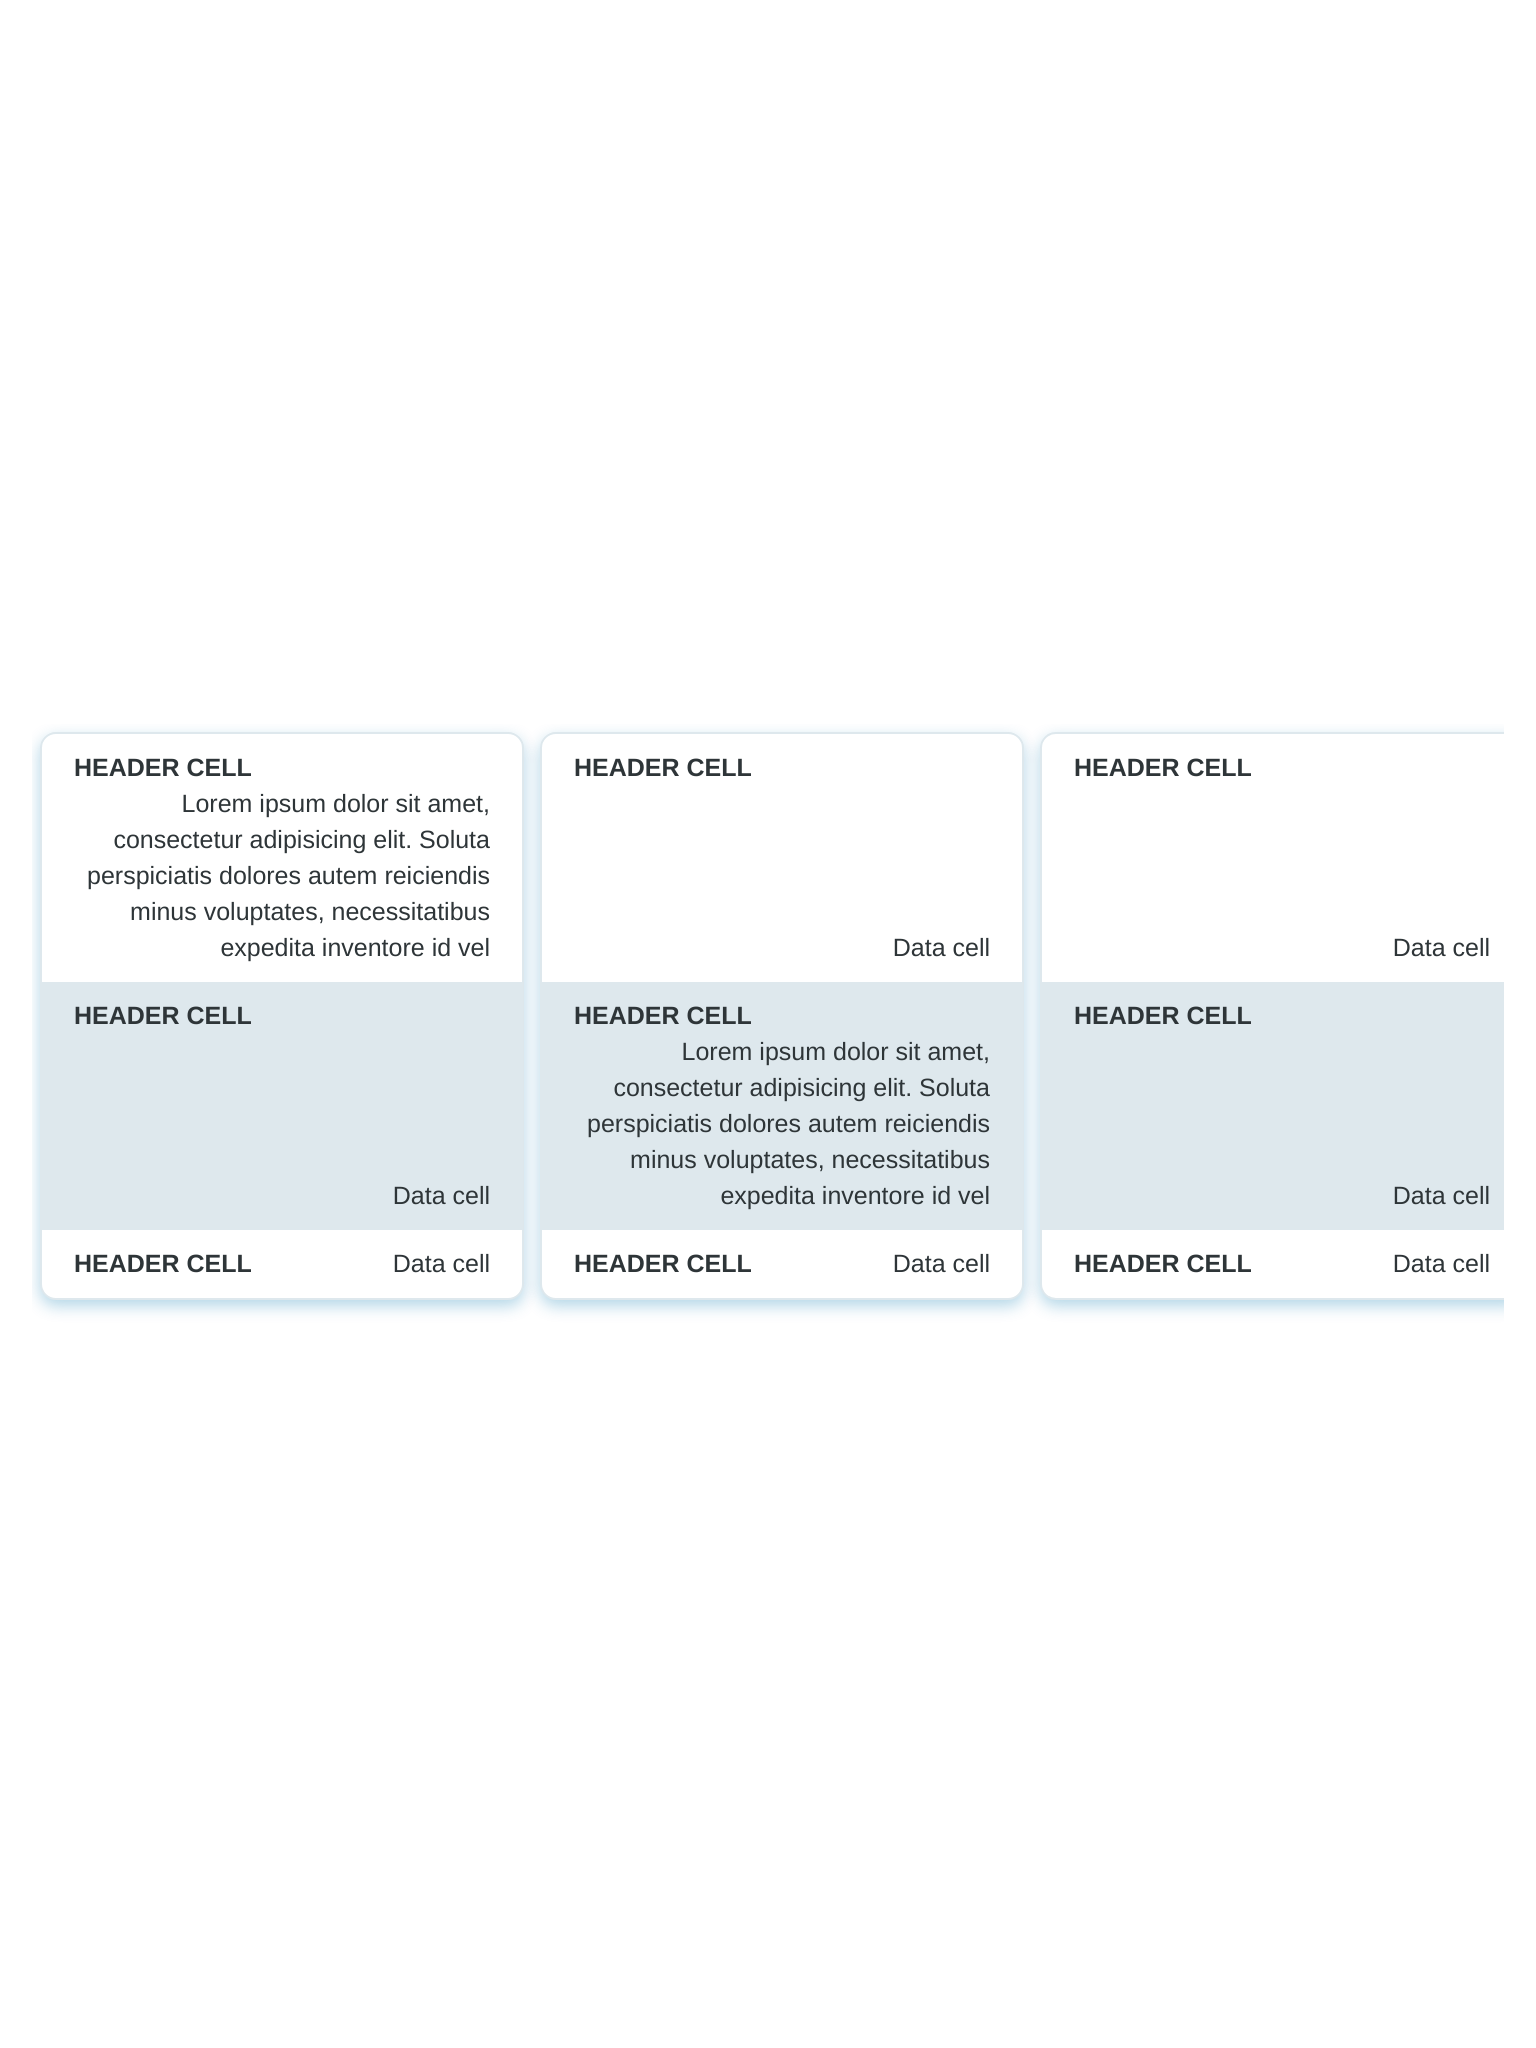 HEADER CELL
Lorem ipsum dolor sit amet,
consectetur adipisicing elit. Soluta
perspiciatis dolores autem reiciendis
minus voluptates, necessitatibus
expedita inventore id vel
HEADER CELL
Data cell
HEADER CELL Data cell
HEADER CELL
Data cell
HEADER CELL
Lorem ipsum dolor sit amet,
consectetur adipisicing elit. Soluta
perspiciatis dolores autem reiciendis
minus voluptates, necessitatibus
expedita inventore id vel
HEADER CELL Data cell
HEADER CELL
Data cell
HEADER CELL
Data cell
HEADER CELL Data cell